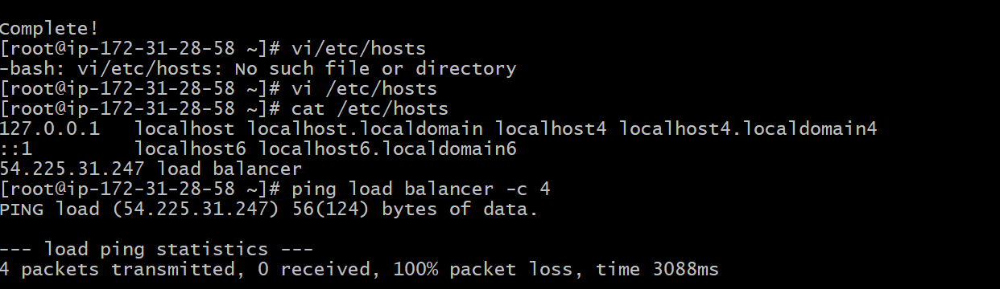 Complete!
[root@ip-172-31-28-58 ~]# vi/etc/hosts
-bash: vi/etc/hosts: No such file or directory
[root@ip-172-31-28-58 ~]# vi /etc/hosts
[root@ip-172-31-28-58 ~]# cat /etc/hosts
127.0.0.1   localhost localhost.localdomain localhost4 localhost4.localdomain4
::1         localhost6 localhost6.localdomain6
54.225.31.247 load balancer
[root@ip-172-31-28-58 ~]# ping load balancer -c 4
PING load (54.225.31.247) 56(124) bytes of data.
--- load ping statistics ---
4 packets transmitted, 0 received, 100% packet loss, time 3088ms